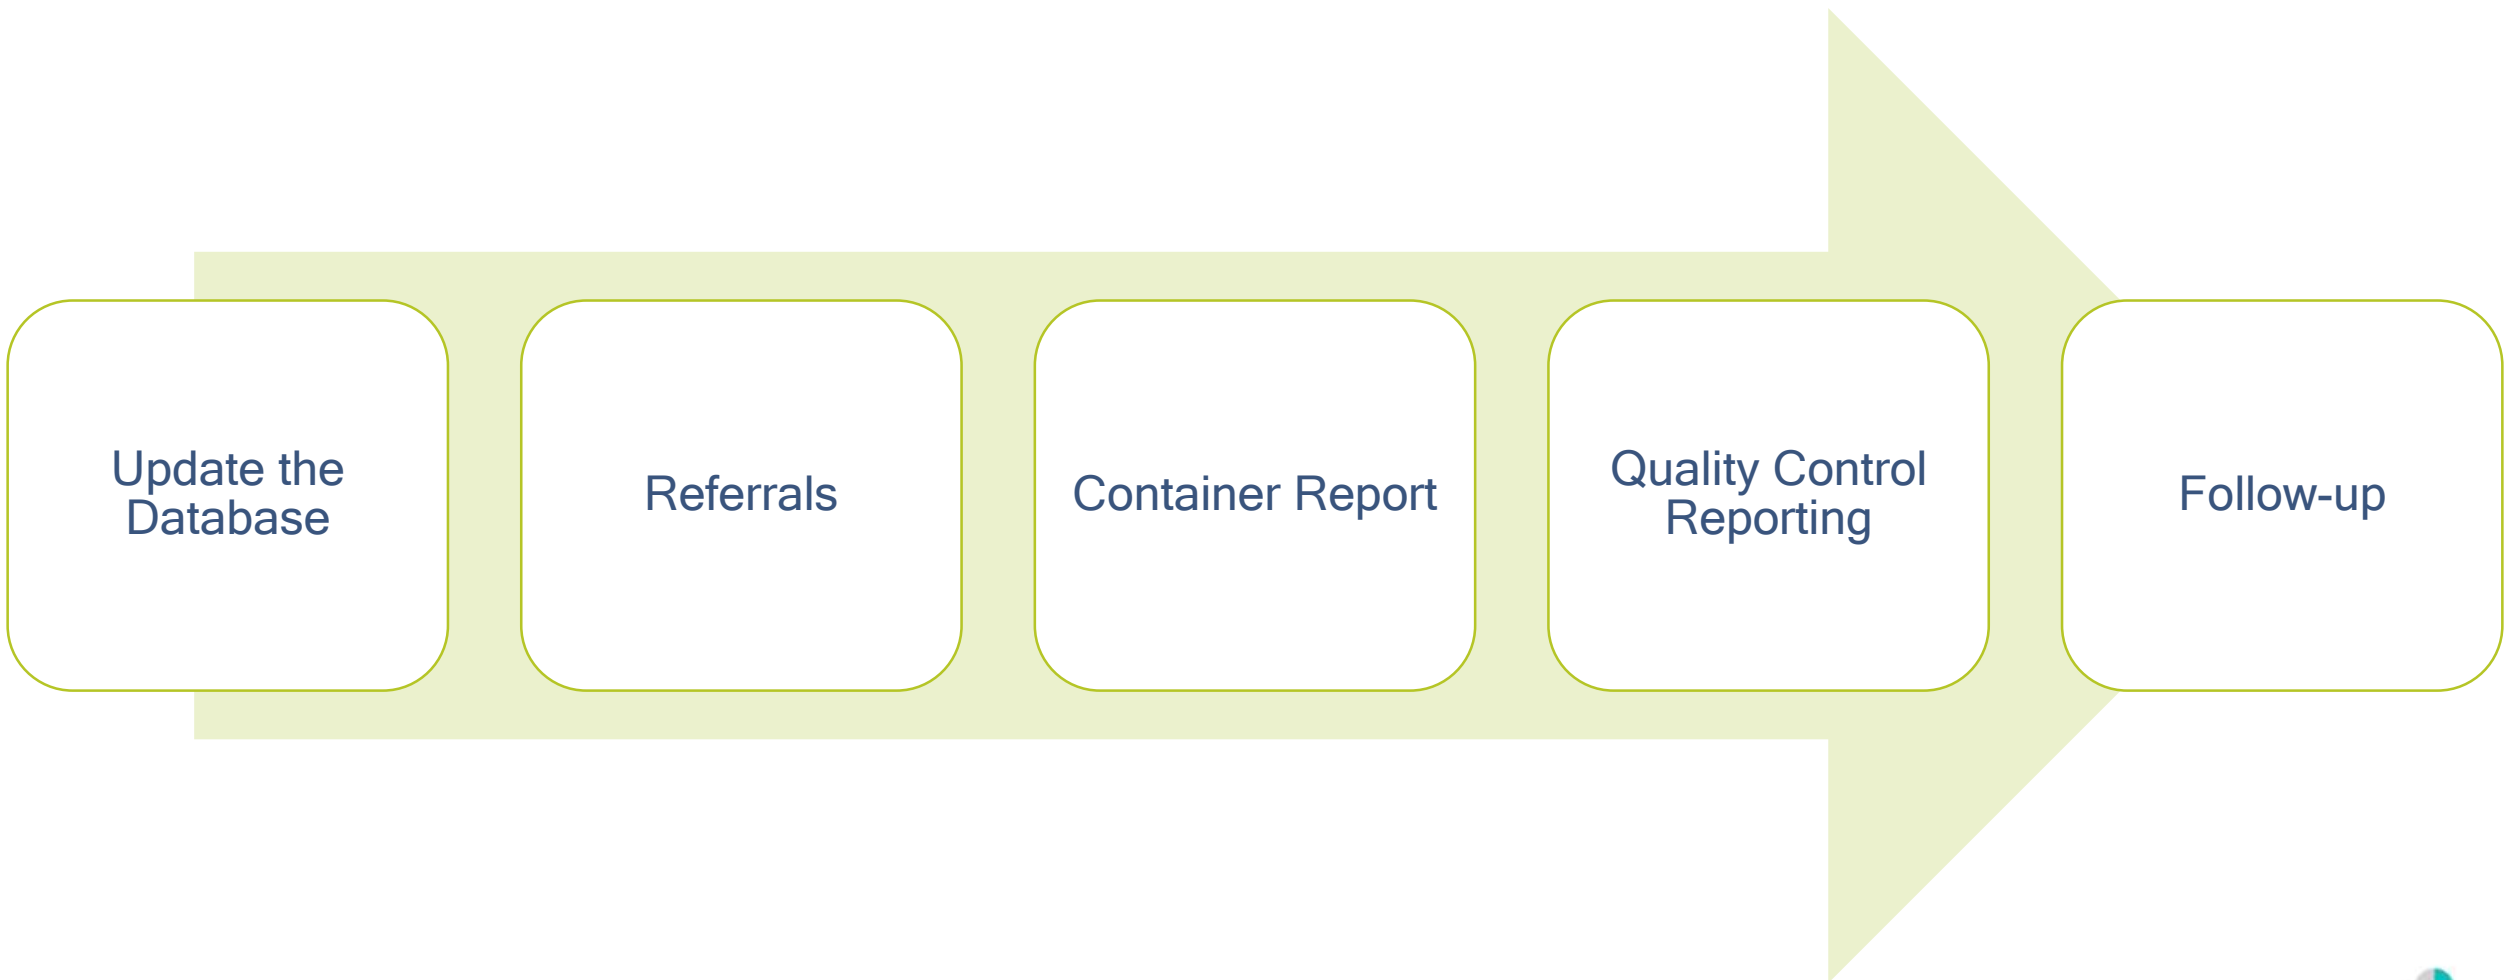 Update the
Database
Referrals
Container Report
Quality Control
Reporting
Follow-up